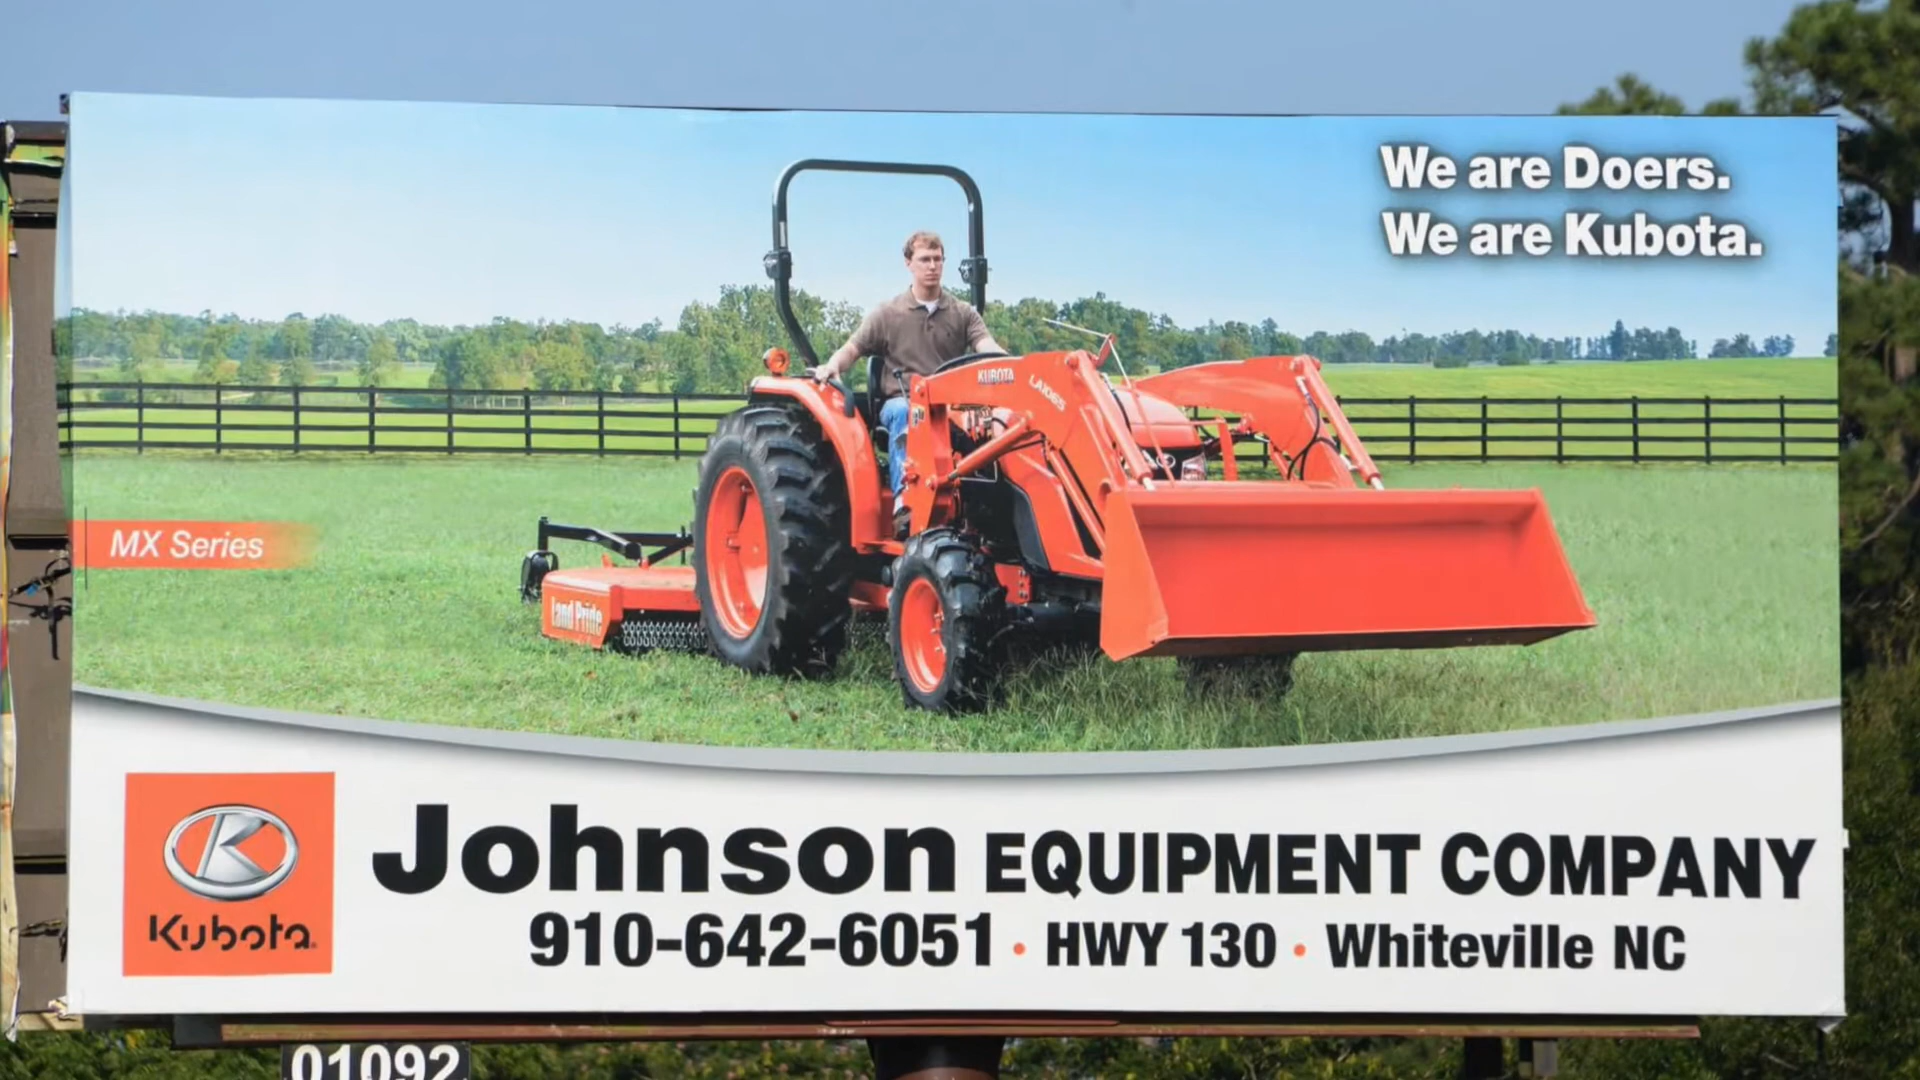 We are Doers.
We are Kubota.
KUBOTA
LA1065
MX Series
Land Pride
Kubota
Johnson EQUIPMENT COMPANY
910-642-6051 • HWY 130 • Whiteville NC
01092